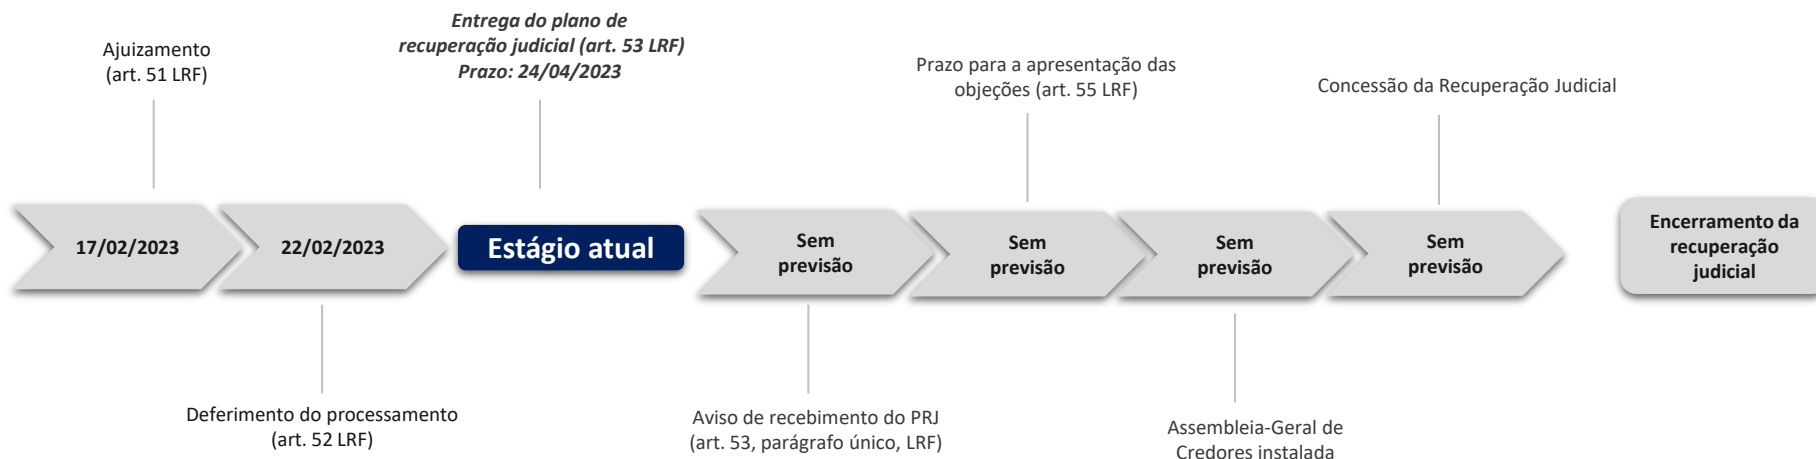 Ajuizamento
(art. 51 LRF)
Entrega do plano de
recuperação judicial (art. 53 LRF)
Prazo: 24/04/2023
Prazo para a apresentação das
objeções (art. 55 LRF)
Concessão da Recuperação Judicial
17/02/2023
22/02/2023
Estágio atual
Sem
previsão
Sem
previsão
Sem
previsão
Sem
previsão
Encerramento da
recuperação
judicial
Deferimento do processamento
(art. 52 LRF)
Aviso de recebimento do PRJ
(art. 53, parágrafo único, LRF)
Assembleia-Geral de
Credores instalada